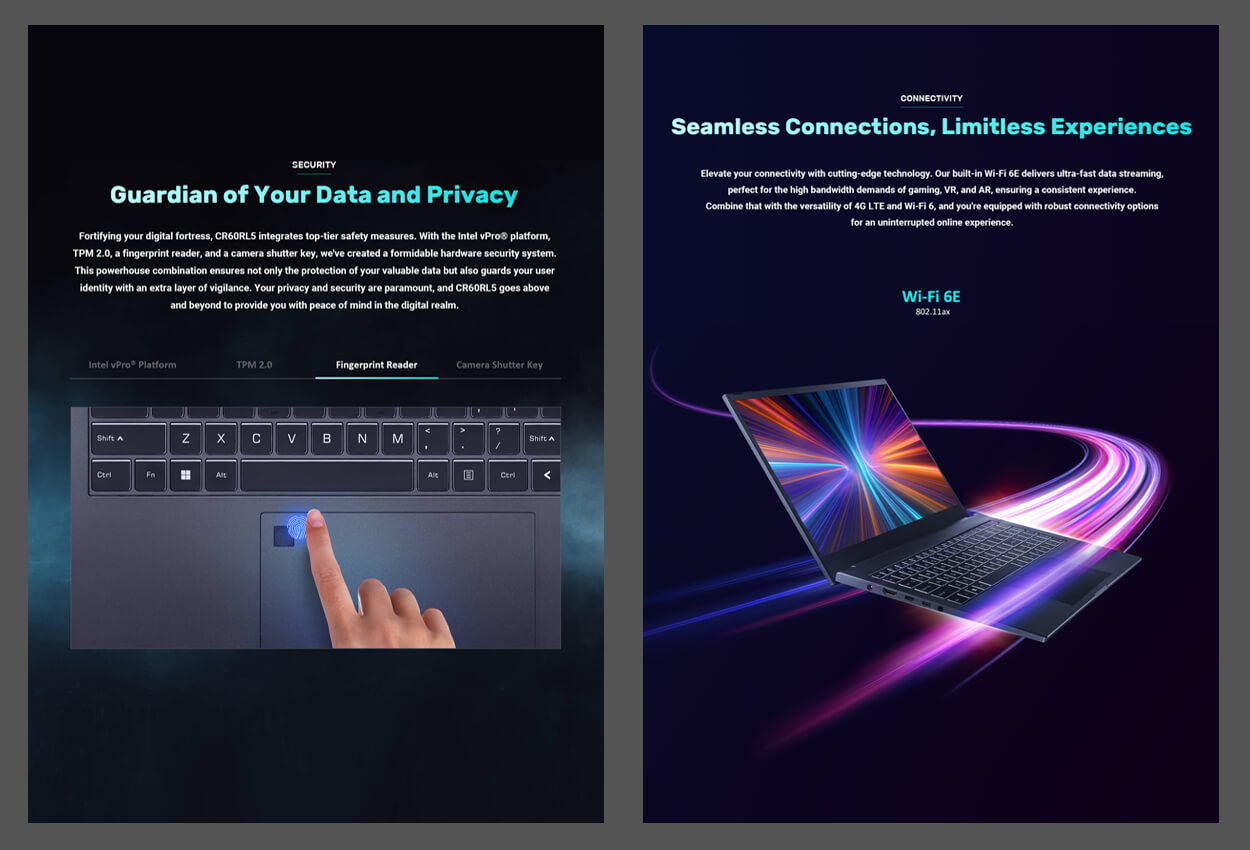 SECURITY
Guardian of Your Data and Privacy
Fortifying your digital fortress, CR60RL5 integrates top-tier safety measures. With the Intel vPro® platform,
TPM 2.0, a fingerprint reader, and a camera shutter key, we've created a formidable hardware security system.
This powerhouse combination ensures not only the protection of your valuable data but also guards your user
identity with an extra layer of vigilance. Your privacy and security are paramount, and CR60RL5 goes above
and beyond to provide you with peace of mind in the digital realm.
Intel vPro® Platform TPM 2.0 Fingerprint Reader Camera Shutter Key
Shift Z X C V B N M < , > . ? / Shift
Ctrl Fn Alt Alt Ctrl <
CONNECTIVITY
Seamless Connections, Limitless Experiences
Elevate your connectivity with cutting-edge technology. Our built-in Wi-Fi 6E delivers ultra-fast data streaming,
perfect for the high bandwidth demands of gaming, VR, and AR, ensuring a consistent experience.
Combine that with the versatility of 4G LTE and Wi-Fi 6, and you're equipped with robust connectivity options
for an uninterrupted online experience.
Wi-Fi 6E
802.11ax